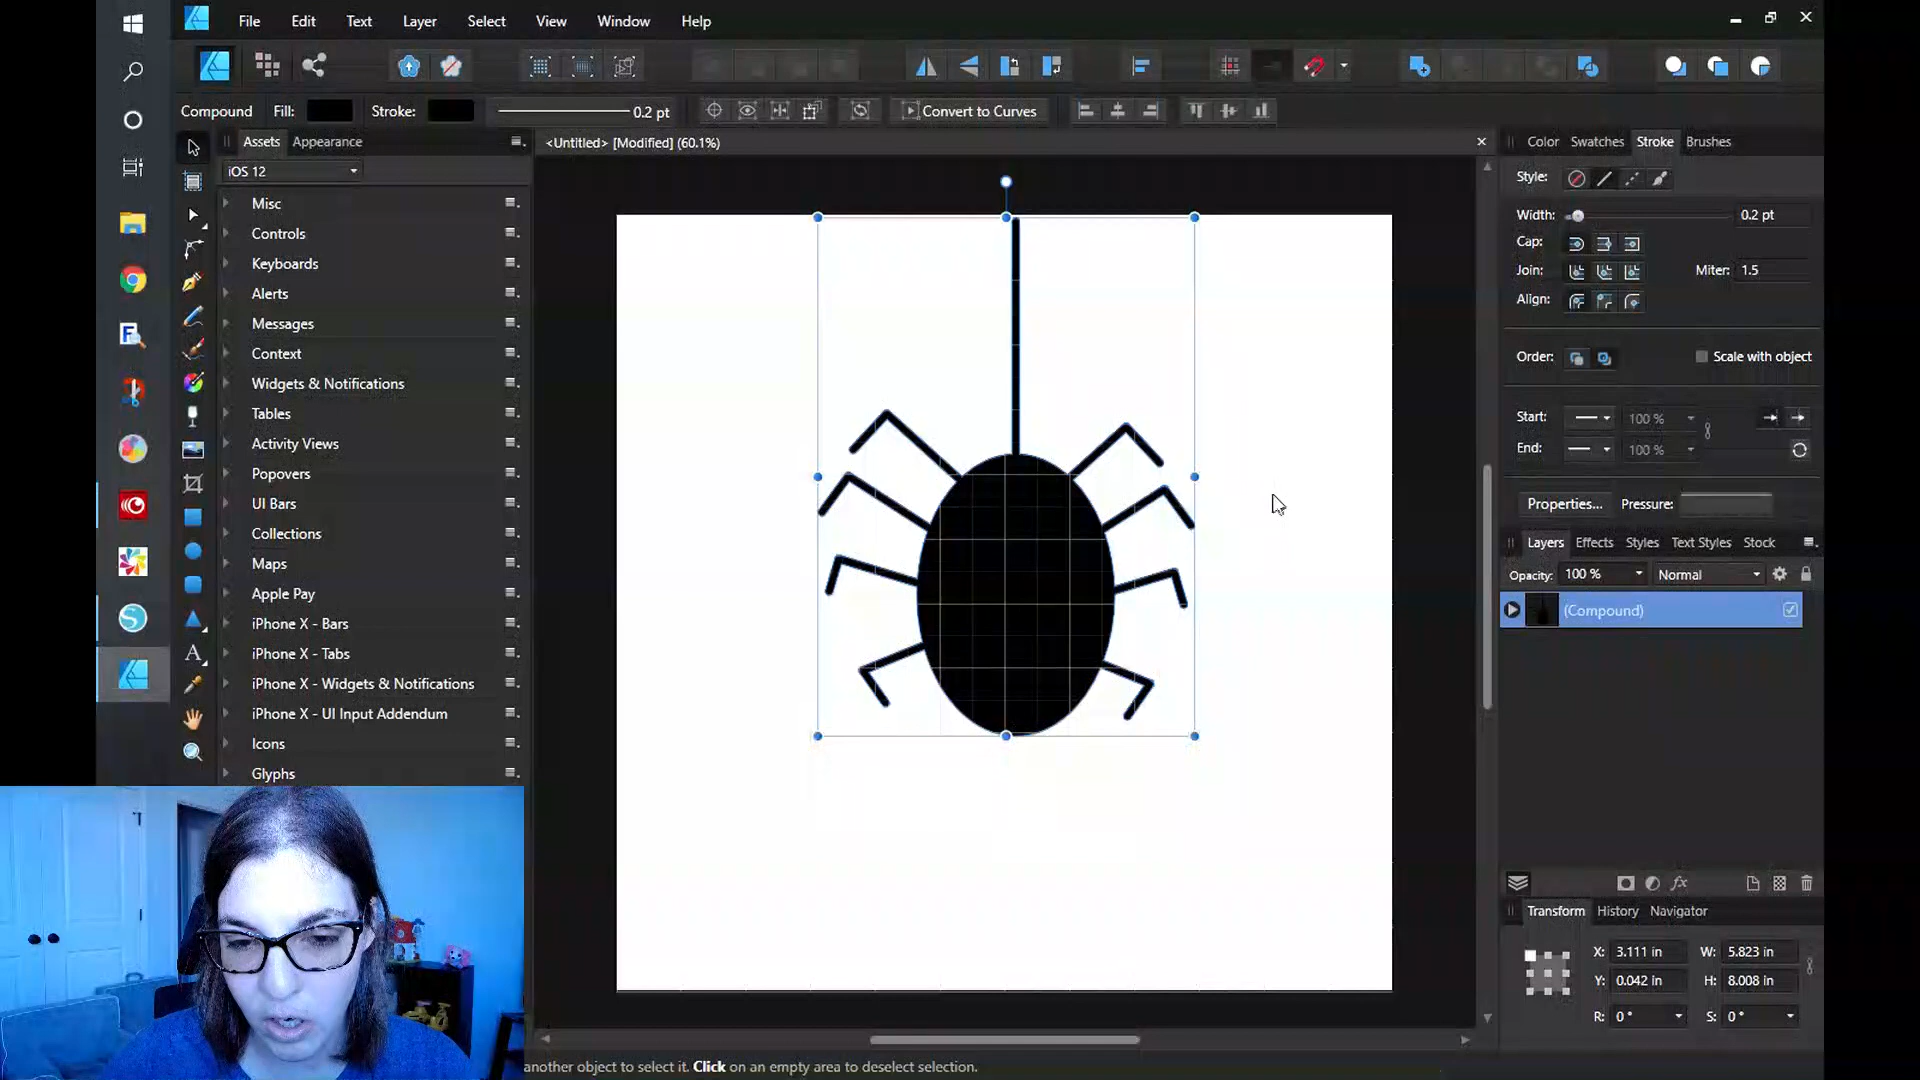 File Edit Text Layer Select View Window Help
Compound Fill: Stroke: 0.2 pt Convert to Curves
Assets Appearance
<Untitled> [Modified] (60.1%)
Color Swatches Stroke Brushes
iOS 12
Misc
Controls
Keyboards
Alerts
Messages
Context
Widgets & Notifications
Tables
Activity Views
Popovers
UI Bars
Collections
Maps
Apple Pay
iPhone X - Bars
iPhone X - Tabs
iPhone X - Widgets & Notifications
iPhone X - UI Input Addendum
Icons
Glyphs
Style:
Width: 0.2 pt
Cap:
Join: Miter: 1.5
Align:
Order: Scale with object
Start: 100 %
End: 100 %
Properties... Pressure:
Layers Effects Styles Text Styles Stock
Opacity: 100 % Normal
(Compound)
Transform History Navigator
X: 3.111 in W: 5.823 in
Y: 0.042 in H: 8.008 in
R: 0 ° S: 0 °
another object to select it. Click on an empty area to deselect selection.